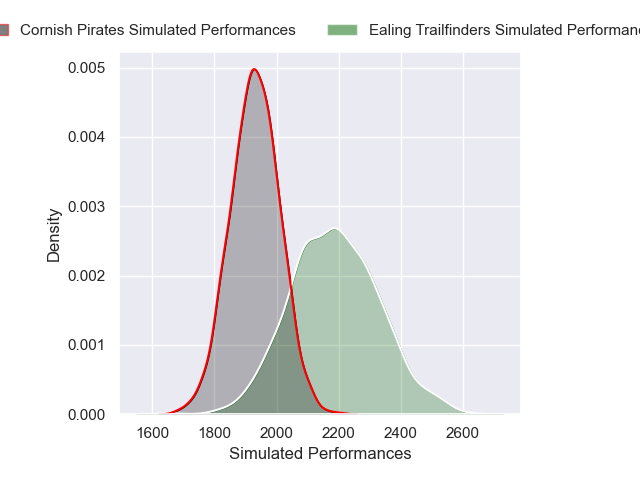 Cornish Pirates Simulated Performances
Ealing Trailfinders Simulated
0.005
0.004
0.003
0.002
0.001
0.000
Density
1600 1800 2000 2200 2400 2600
Simulated Performances